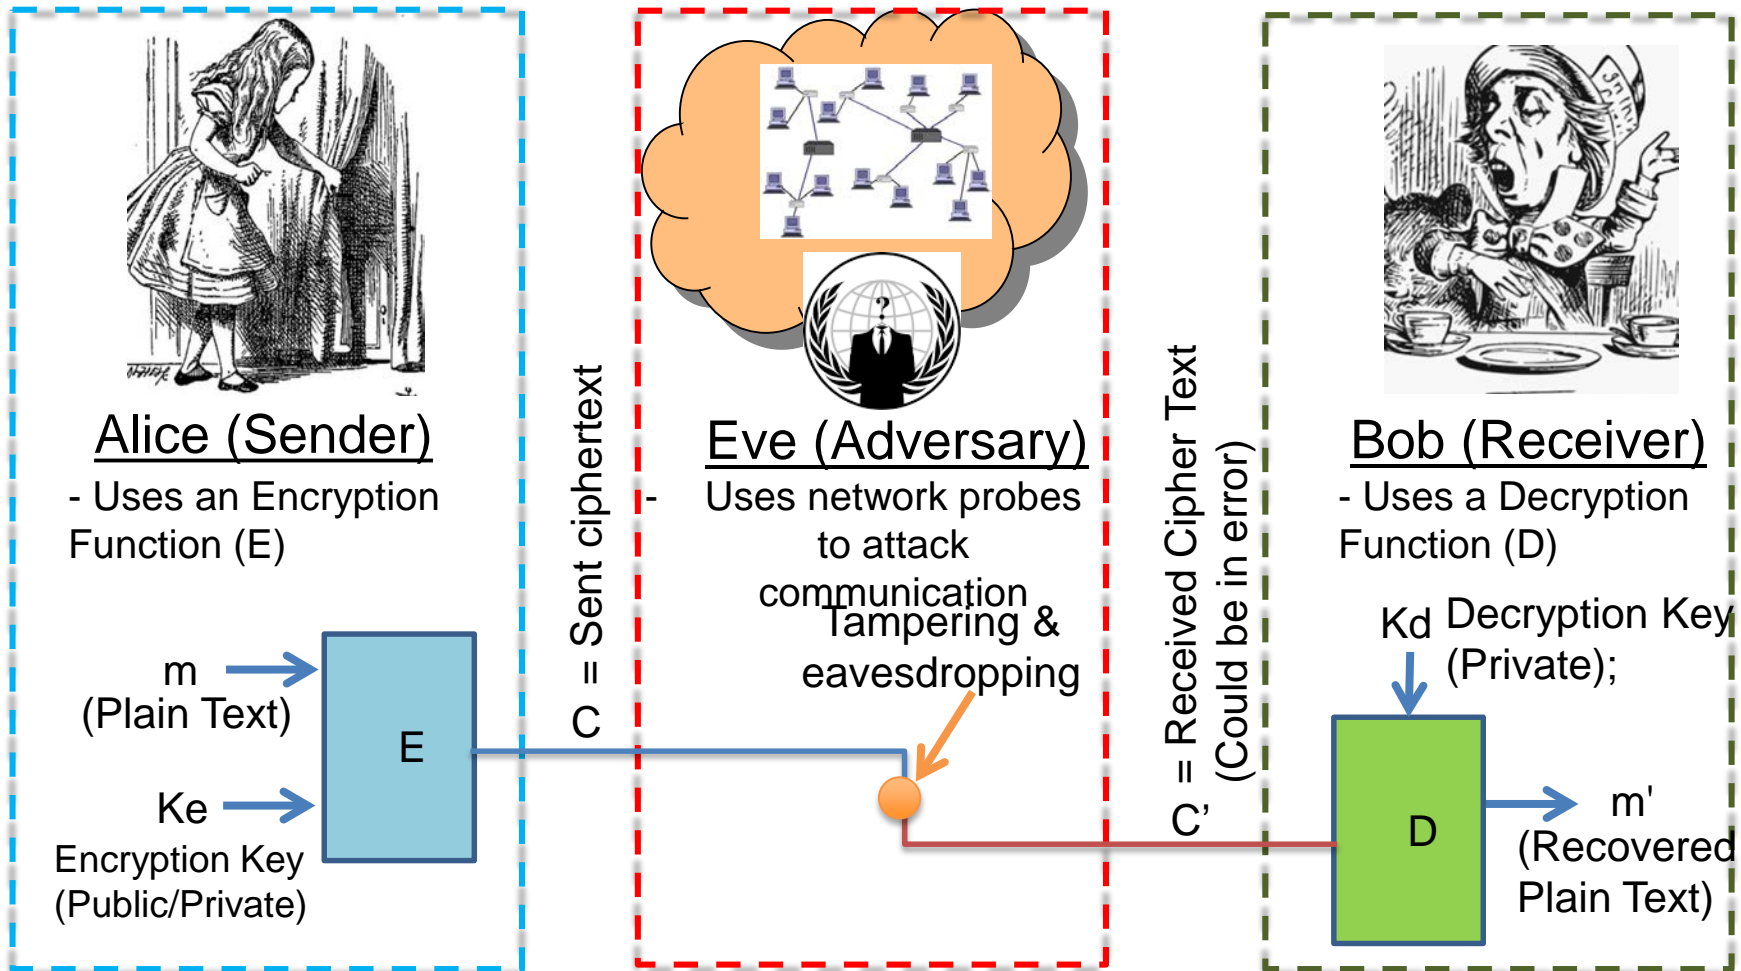 Alice (Sender)
- Uses an Encryption
Function (E)
m
(Plain Text)
Ke
Encryption Key
(Public/Private)
E
C = Sent ciphertext
?
Eve (Adversary)
- Uses network probes
to attack
communication
Tampering &
eavesdropping
C’ = Received Cipher Text
(Could be in error)
Bob (Receiver)
- Uses a Decryption
Function (D)
Kd
Decryption Key
(Private);
D
m'
(Recovered
Plain Text)